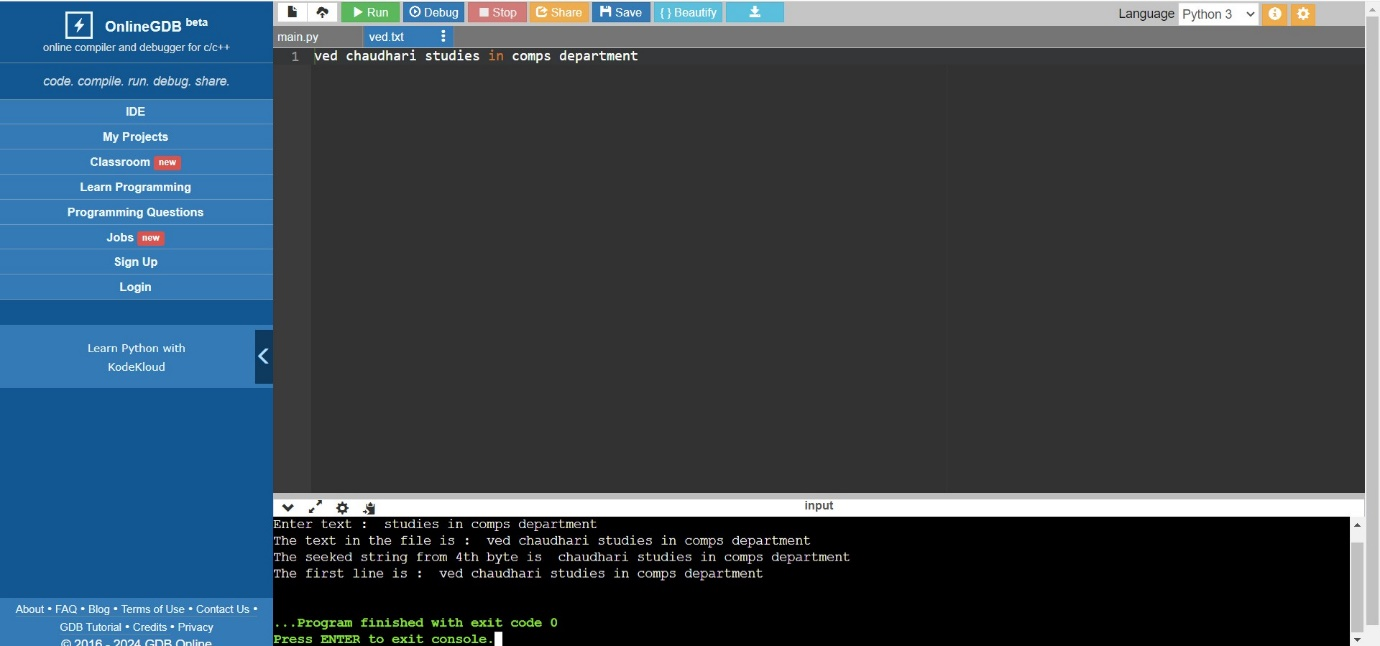 OnlineGDB beta
online compiler and debugger for c/c++
code. compile. run. debug. share.
IDE
My Projects
Classroom new
Learn Programming
Programming Questions
Jobs new
Sign Up
Login
Learn Python with
KodeKloud
About • FAQ • Blog • Terms of Use • Contact Us •
GDB Tutorial • Credits • Privacy
© 2016 - 2024 GDB Online
Run Debug Stop Share Save { } Beautify
Language Python 3
main.py ved.txt
1 ved chaudhari studies in comps department
input
Enter text :  studies in comps department
The text in the file is :  ved chaudhari studies in comps department
The seeked string from 4th byte is  chaudhari studies in comps department
The first line is :  ved chaudhari studies in comps department
...Program finished with exit code 0
Press ENTER to exit console.